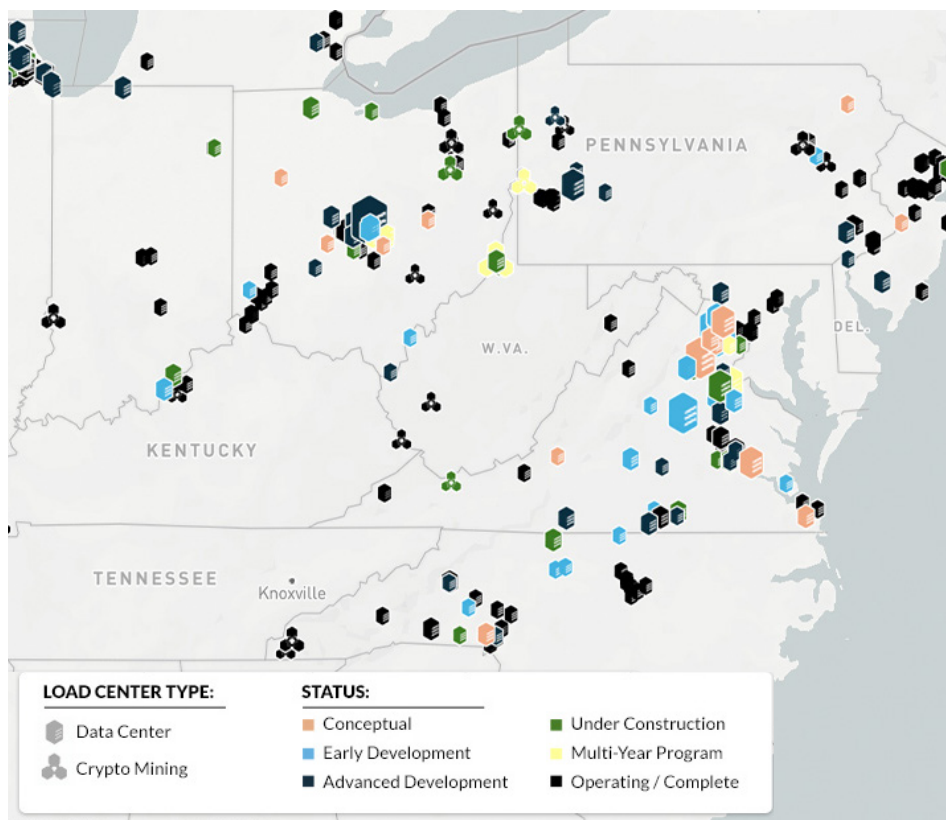 PENNSYLVANIA
DEL.
W.VA.
KENTUCKY
TENNESSEE
Knoxville
LOAD CENTER TYPE:
Data Center
Crypto Mining
STATUS:
Conceptual
Early Development
Advanced Development
Under Construction
Multi-Year Program
Operating / Complete